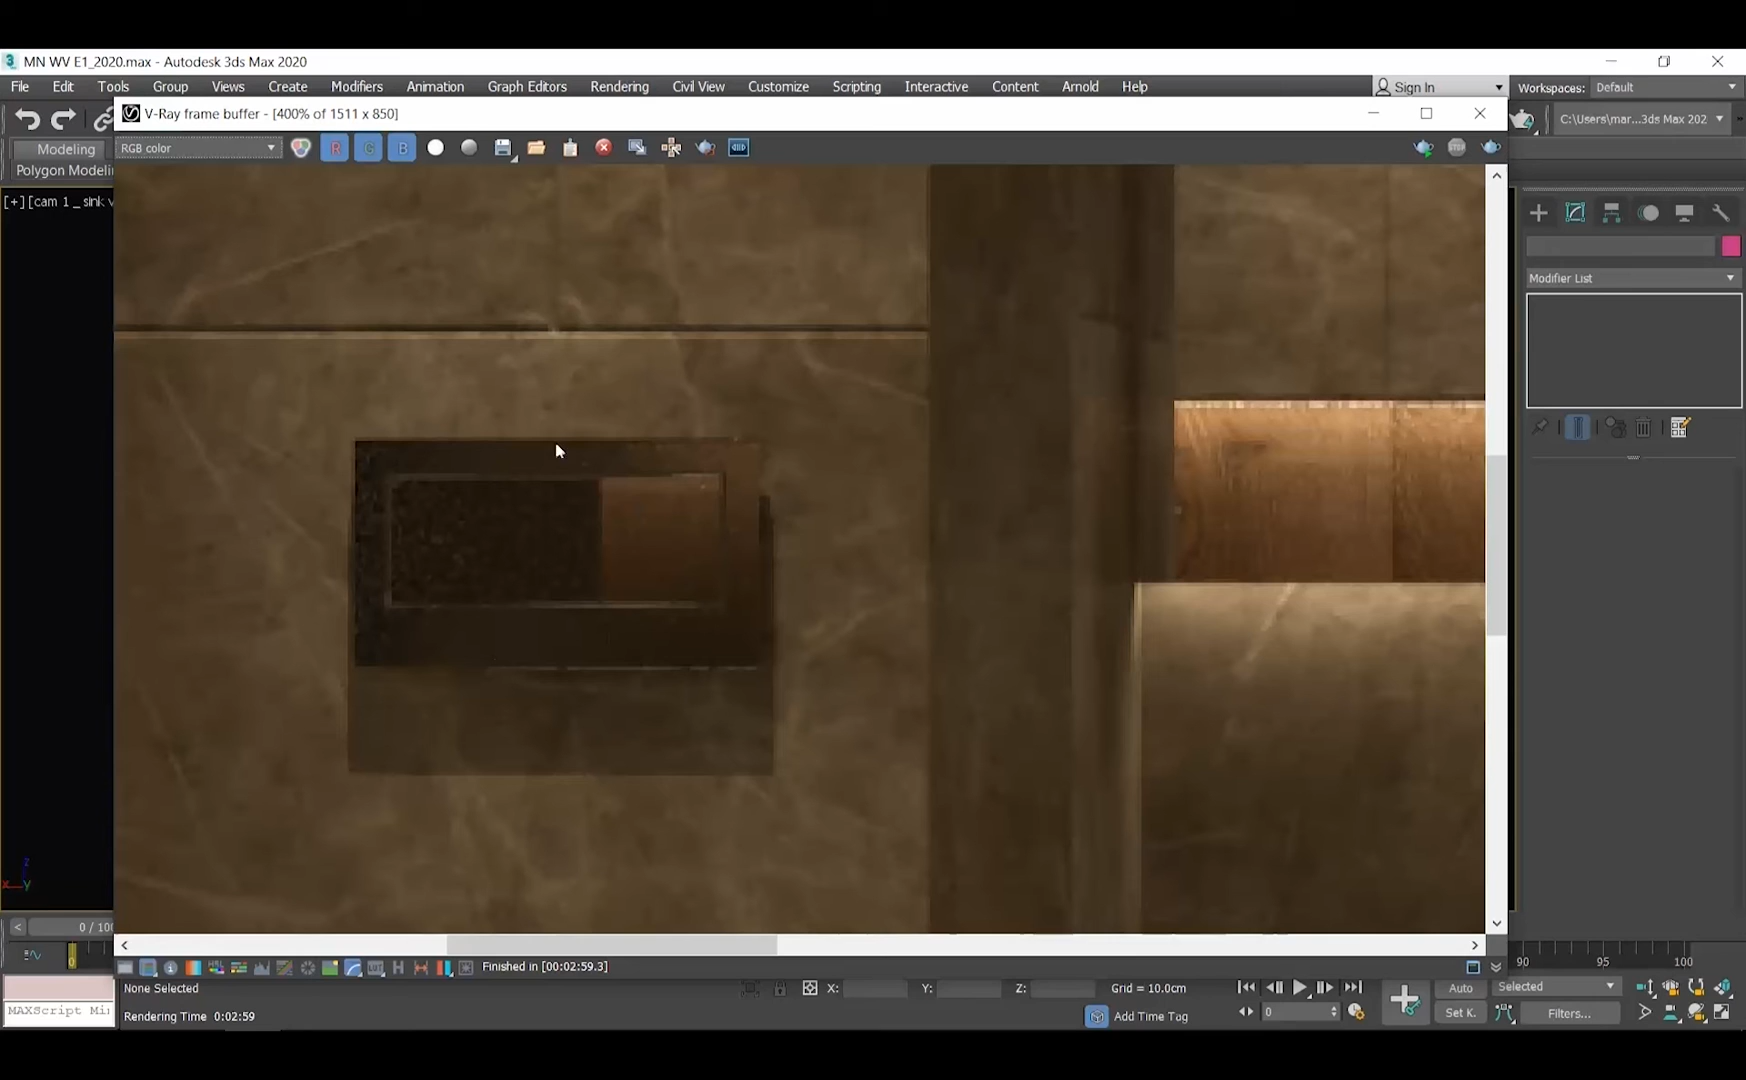 MN WV E1_2020.max - Autodesk 3ds Max 2020
File Edit Tools Group Views Create Modifiers Animation Graph Editors Rendering Civil View Customize Scripting Interactive Content Arnold Help Sign In Workspaces: Default
V-Ray frame buffer - [400% of 1511 x 850]
C:\Users\mar...3ds Max 202
RGB color R G B STOP
Modeling
Polygon Modeli
[+] [cam 1 _ sink v
Modifier List
z
x y
< 0 / 100
0 90 95 100
Finished in [00:02:59.3]
None Selected X: Y: Z: Grid = 10.0cm Auto Selected
MAXScript Mi: Rendering Time 0:02:59 Add Time Tag 0 Set K. Filters...